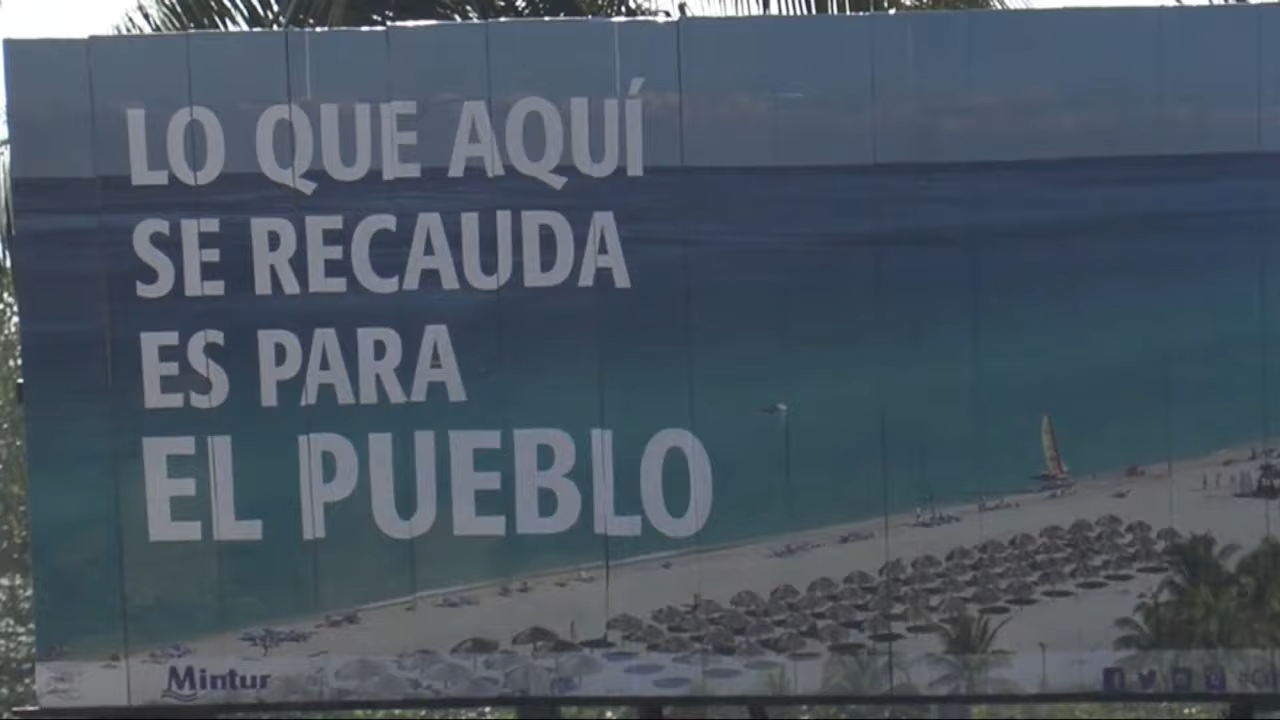 LO QUE AQUÍ
SE RECAUDA
ES PARA
EL PUEBLO
Mintur